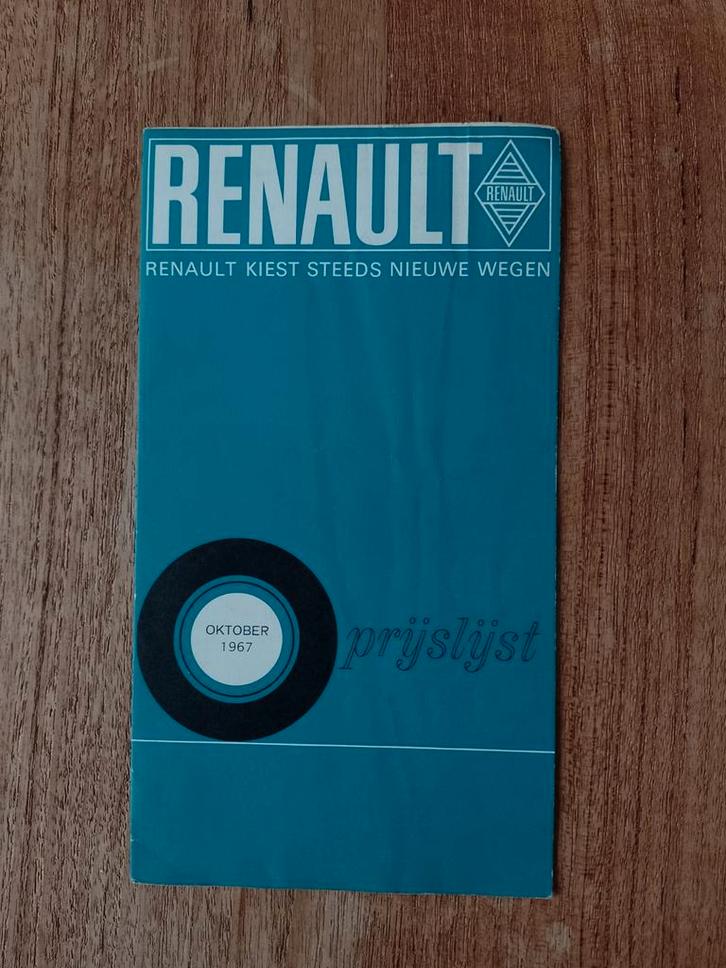 RENAULT
RENAULT
RENAULT KIEST STEEDS NIEUWE WEGEN
OKTOBER
1967
prijslijst